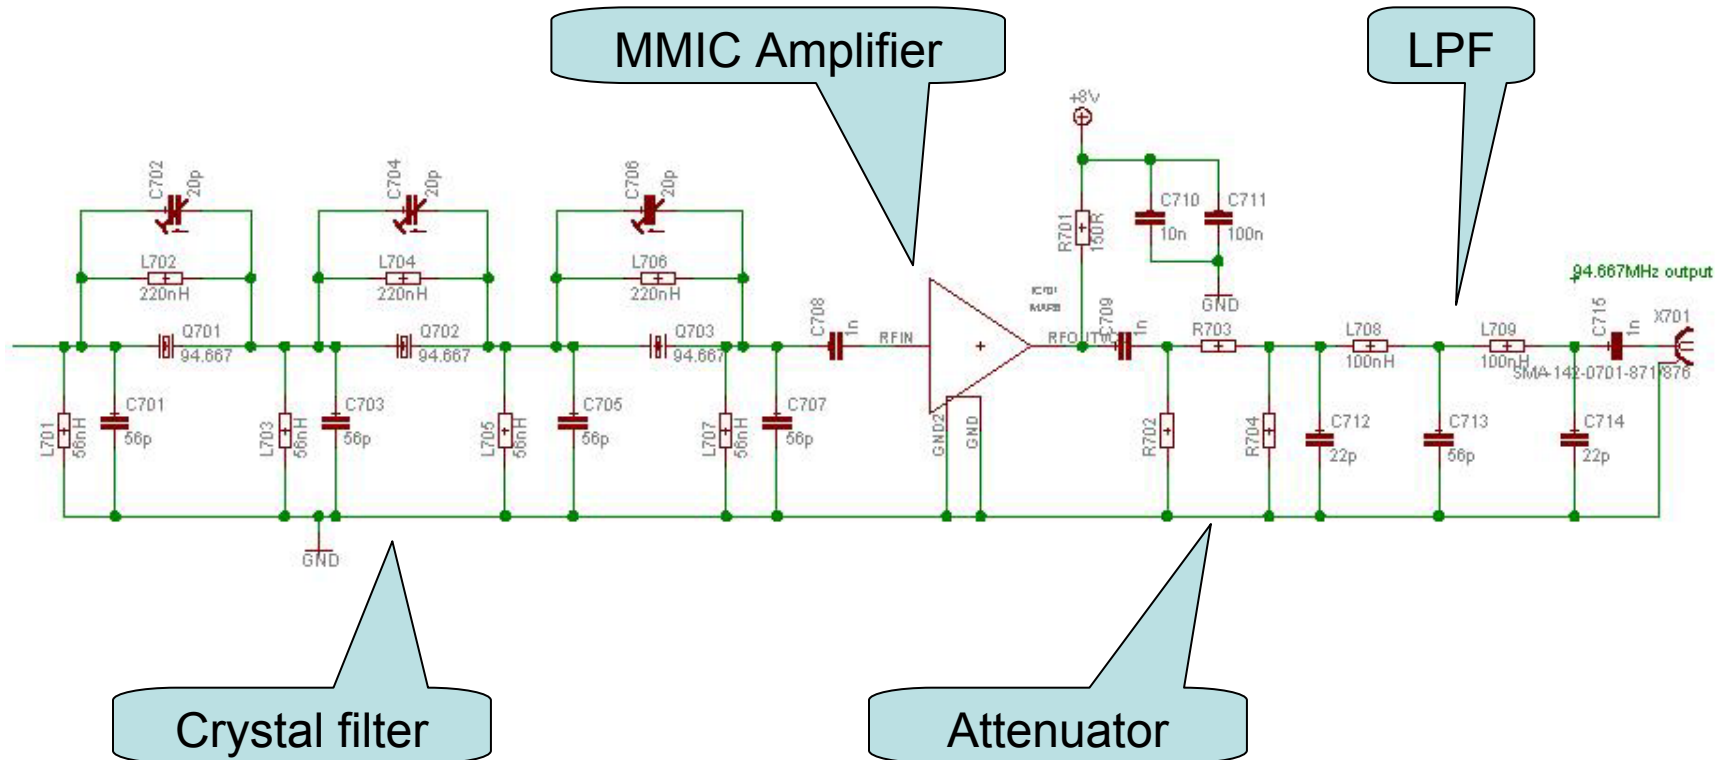 MMIC Amplifier
LPF
+8V
C702
20p
C704
20p
C706
20p
L702
220nH
L704
220nH
L706
220nH
R701
150R
C710
10n
C711
100n
GND
94.667MHz output
Q701
94.667
Q702
94.667
Q703
94.667
C708
1n
RFIN
C709
1n
R703
L708
100nH
L709
100nH
C715
1n
X701
SMA-142-0701-871/876
L701
56nH
C701
56p
L703
56nH
C703
56p
L705
56nH
C705
56p
L707
56nH
C707
56p
GND2
GND
R702
R704
C712
22p
C713
56p
C714
22p
GND
Crystal filter
Attenuator